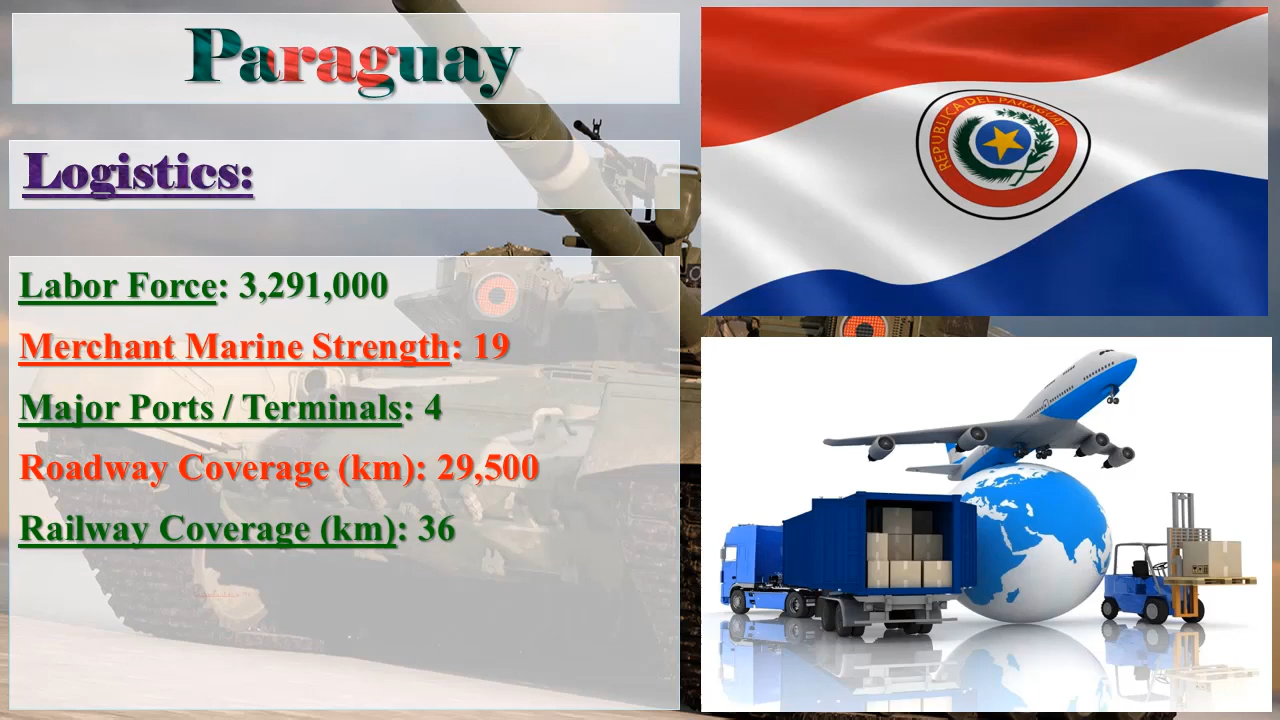 Paraguay
Logistics:
REPUBLICA DEL PARAGUAY
Labor Force: 3,291,000
Merchant Marine Strength: 19
Major Ports / Terminals: 4
Roadway Coverage (km): 29,500
Railway Coverage (km): 36